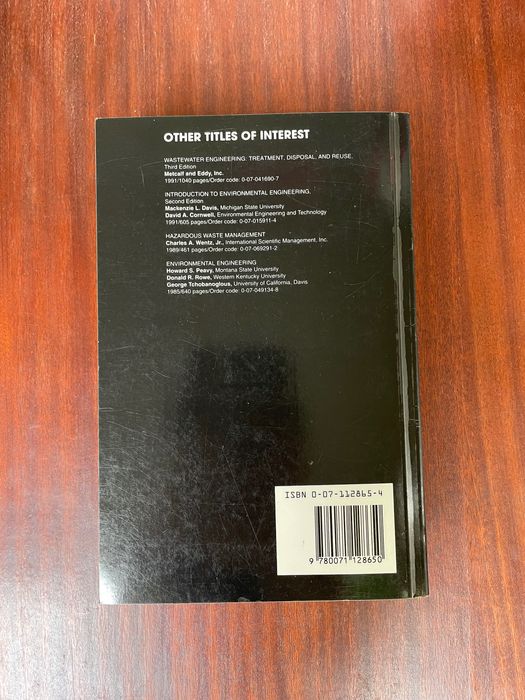 OTHER TITLES OF INTEREST
WASTEWATER ENGINEERING: TREATMENT, DISPOSAL, AND REUSE,
Third Edition
Metcalf and Eddy, Inc.
1991/1040 pages/Order code: 0-07-041690-7
INTRODUCTION TO ENVIRONMENTAL ENGINEERING,
Second Edition
Mackenzie L. Davis, Michigan State University
David A. Cornwell, Environmental Engineering and Technology
1991/605 pages/Order code: 0-07-015911-4
HAZARDOUS WASTE MANAGEMENT
Charles A. Wentz, Jr., International Scientific Management, Inc.
1989/461 pages/Order code: 0-07-069291-2
ENVIRONMENTAL ENGINEERING
Howard S. Peavy, Montana State University
Donald R. Rowe, Western Kentucky University
George Tchobanoglous, University of California, Davis
1985/640 pages/Order code: 0-07-049134-8
ISBN 0-07-112865-4
9 780071 128650